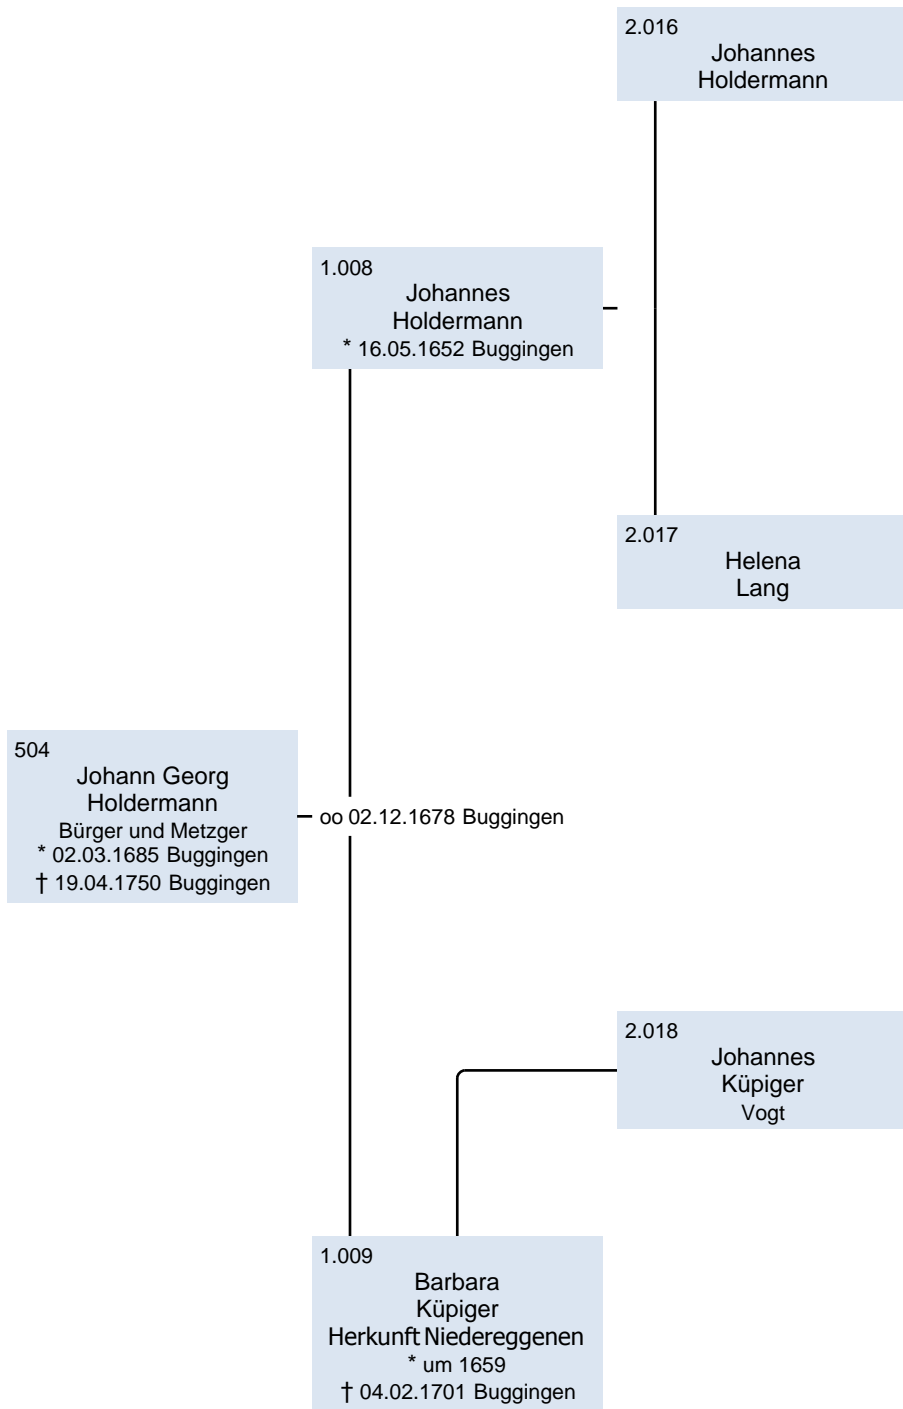 2.016
Johannes
Holdermann
1.008
Johannes
Holdermann
* 16.05.1652 Buggingen
2.017
Helena
Lang
504
Johann Georg
Holdermann
Bürger und Metzger
* 02.03.1685 Buggingen
† 19.04.1750 Buggingen
oo 02.12.1678 Buggingen
2.018
Johannes
Küpiger
Vogt
1.009
Barbara
Küpiger
Herkunft Niedereggenen
* um 1659
† 04.02.1701 Buggingen